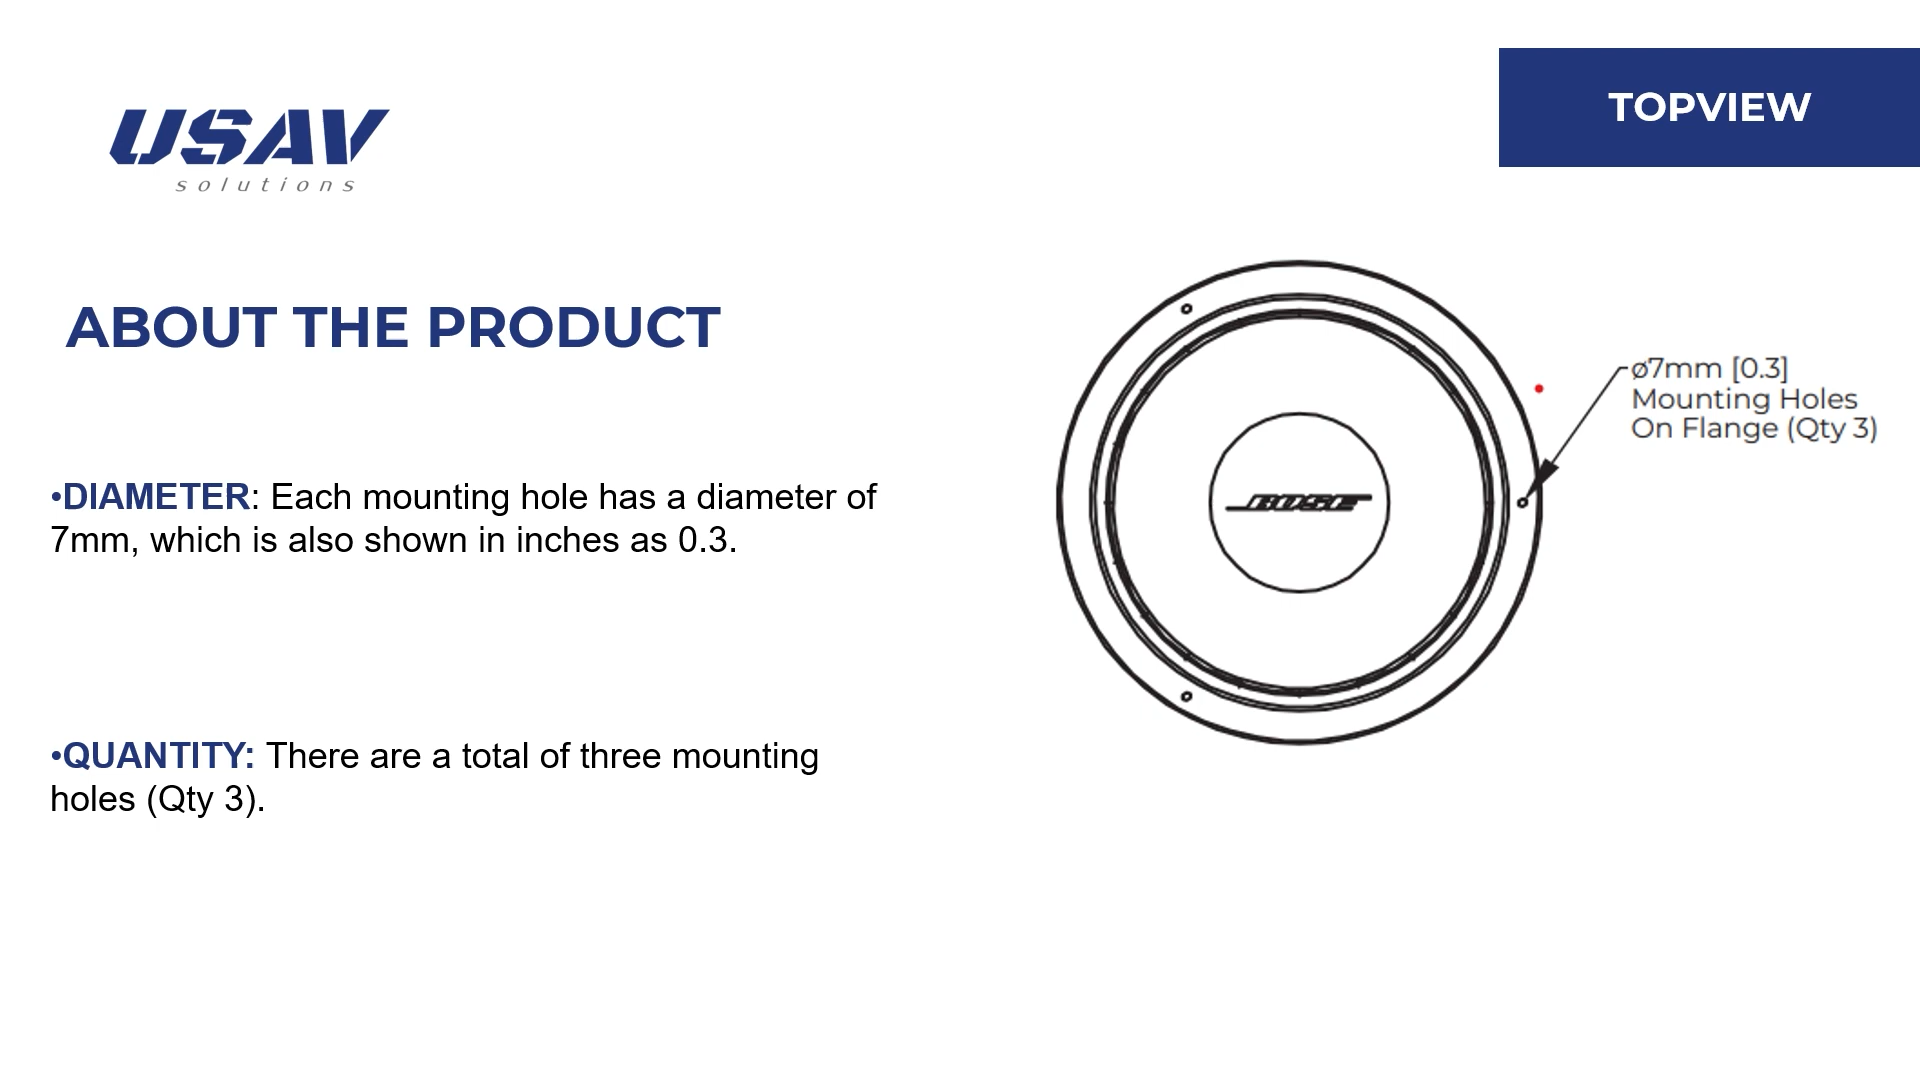 USAV
solutions
TOPVIEW
ABOUT THE PRODUCT
•DIAMETER: Each mounting hole has a diameter of
7mm, which is also shown in inches as 0.3.
•QUANTITY: There are a total of three mounting
holes (Qty 3).
BOSE
ø7mm [0.3]
Mounting Holes
On Flange (Qty 3)